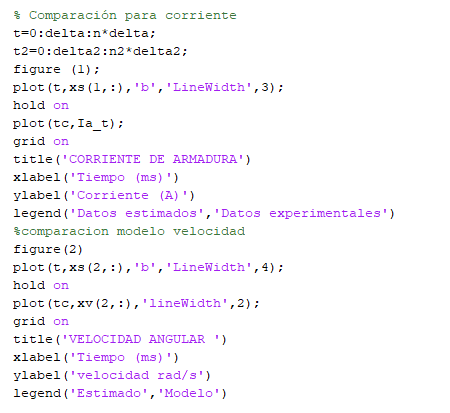 % Comparación para corriente
t=0:delta:n*delta;
t2=0:delta2:n2*delta2;
figure (1);
plot(t,xs(1,:),'b','LineWidth',3);
hold on
plot(tc,Ia_t);
grid on
title('CORRIENTE DE ARMADURA')
xlabel('Tiempo (ms)')
ylabel('Corriente (A)')
legend('Datos estimados','Datos experimentales')
%comparacion modelo velocidad
figure(2)
plot(t,xs(2,:),'b','LineWidth',4);
hold on
plot(tc,xv(2,:),'lineWidth',2);
grid on
title('VELOCIDAD ANGULAR ')
xlabel('Tiempo (ms)')
ylabel('velocidad rad/s')
legend('Estimado','Modelo')